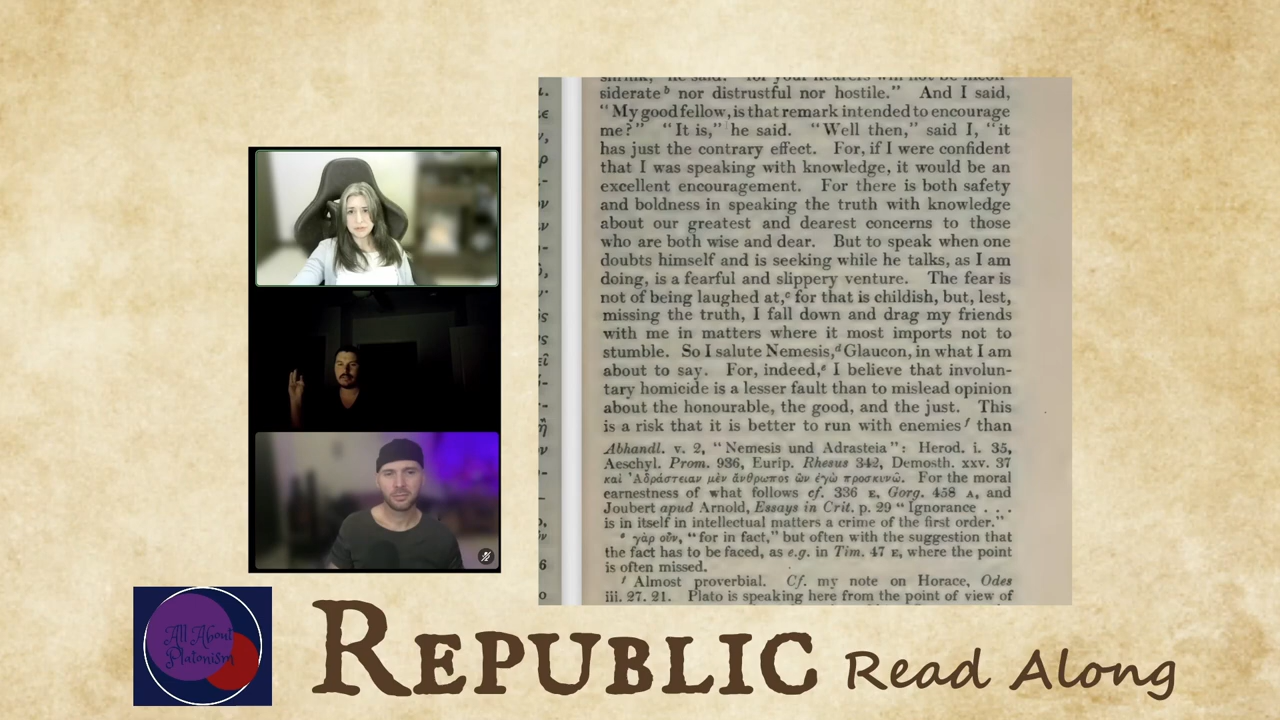 siderate ᵇ nor distrustful nor hostile.” And I said,
“My good fellow, is that remark intended to encourage
me?” “It is,” he said. “Well then,” said I, “it
has just the contrary effect. For, if I were confident
that I was speaking with knowledge, it would be an
excellent encouragement. For there is both safety
and boldness in speaking the truth with knowledge
about our greatest and dearest concerns to those
who are both wise and dear. But to speak when one
doubts himself and is seeking while he talks, as I am
doing, is a fearful and slippery venture. The fear is
not of being laughed at,ᶜ for that is childish, but, lest,
missing the truth, I fall down and drag my friends
with me in matters where it most imports not to
stumble. So I salute Nemesis,ᵈ Glaucon, in what I am
about to say. For, indeed,ᵉ I believe that involun-
tary homicide is a lesser fault than to mislead opinion
about the honourable, the good, and the just. This
is a risk that it is better to run with enemies ᶠ than
Abhandl. v. 2, “Nemesis und Adrasteia”: Herod. i. 35,
Aeschyl. Prom. 936, Eurip. Rhesus 342, Demosth. xxv. 37
καὶ Ἀδράστειαν μὲν ἄνθρωπος ὢν ἐγὼ προσκυνῶ. For the moral
earnestness of what follows cf. 336 E, Gorg. 458 A, and
Joubert apud Arnold, Essays in Crit. p. 29 “Ignorance . . .
is in itself in intellectual matters a crime of the first order.”
ᵉ γὰρ οὖν, “for in fact,” but often with the suggestion that
the fact has to be faced, as e.g. in Tim. 47 E, where the point
is often missed.
ᶠ Almost proverbial. Cf. my note on Horace, Odes
iii. 27. 21. Plato is speaking here from the point of view of
All About
Platonism
REPUBLIC Read Along